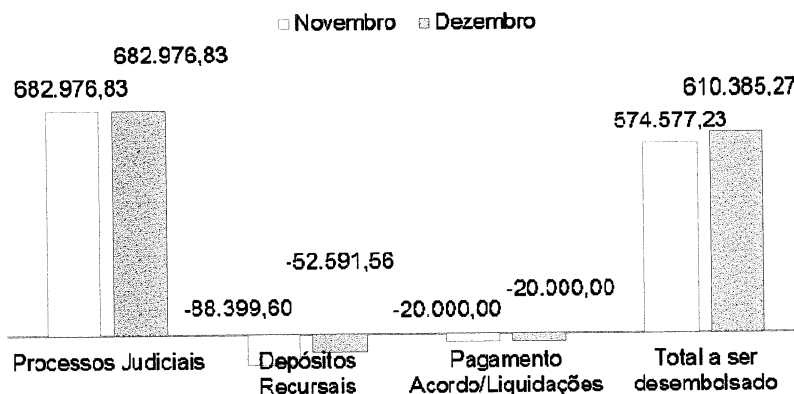 Novembro Dezembro
682.976,83
682.976,83
610.385,27
574.577,23
-52.591,56
-88.399,60
-20.000,00
-20.000,00
Processos Judiciais
Depósitos
Recursais
Pagamento
Acordo/Liquidações
Total a ser
desembolsado